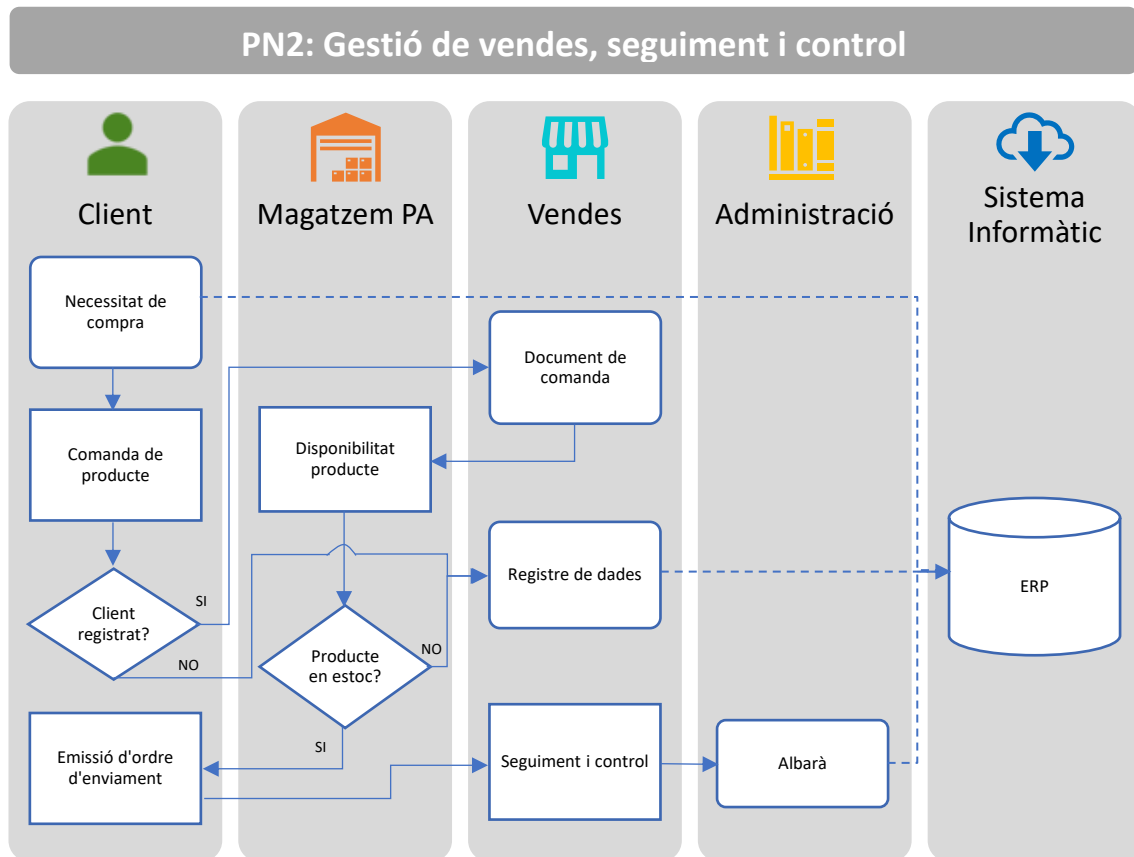 PN2: Gestió de vendes, seguiment i control
Client
Magatzem PA
Vendes
Administració
Sistema
Informàtic
Necessitat de
compra
Document de
comanda
Comanda de
producte
Disponibilitat
producte
Registre de dades
ERP
Client
registrat?
SI
NO
Producte
en estoc?
NO
SI
Emissió d'ordre
d'enviament
Seguiment i control
Albarà